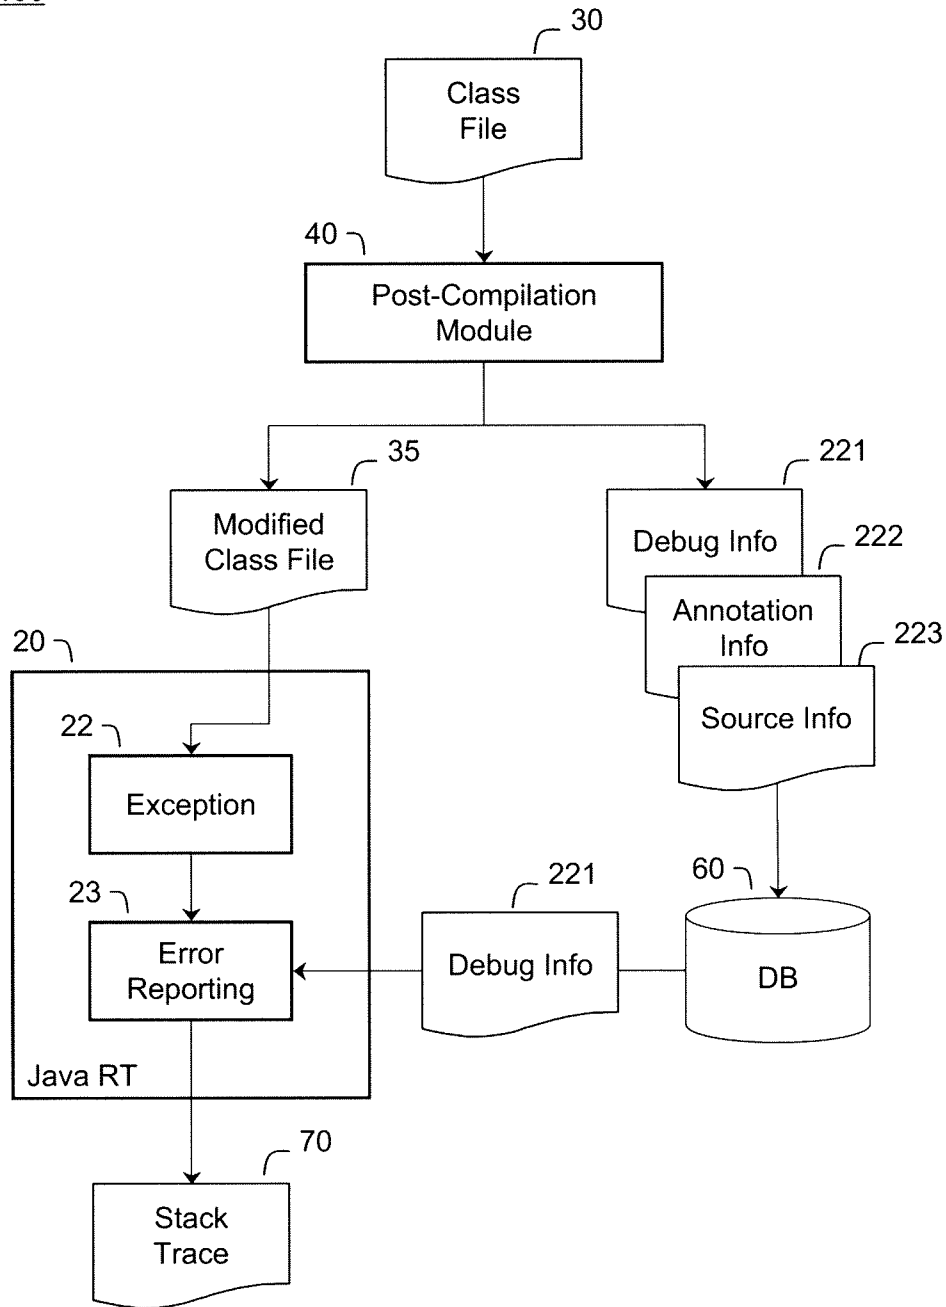 30
Class
File
40
Post-Compilation
Module
35
221
Modified
Class File
Debug Info
222
Annotation
Info
223
20
Source Info
22
Exception
221
60
23
Error
Reporting
Debug Info
DB
Java RT
70
Stack
Trace